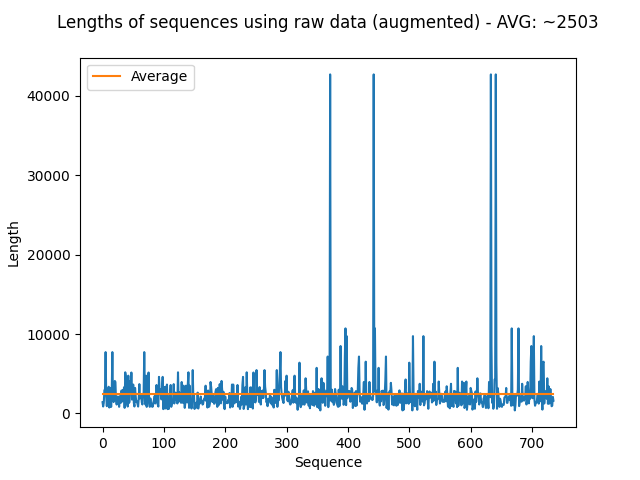 Lengths of sequences using raw data (augmented) - AVG: ~2503
Average
Length
40000
30000
20000
10000
0
0 100 200 300 400 500 600 700
Sequence